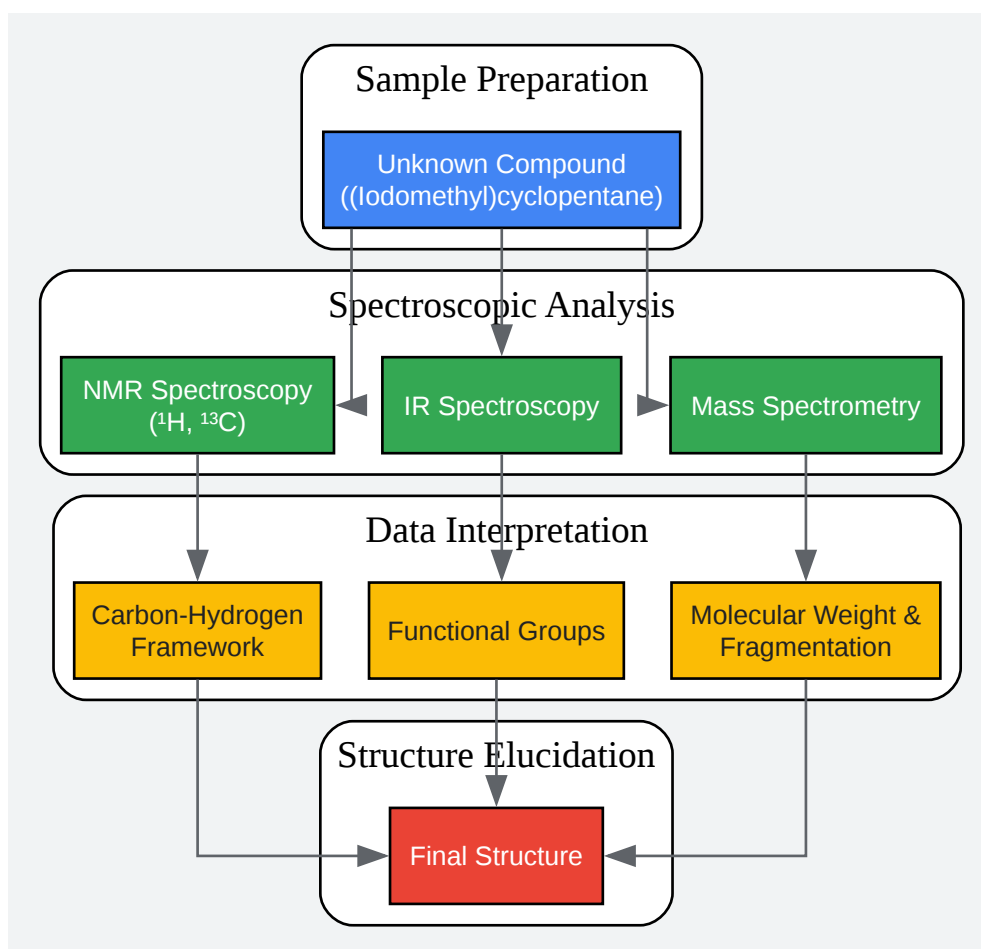 Sample Preparation
Unknown Compound
((Iodomethyl)cyclopentane)
Spectroscopic Analysis
NMR Spectroscopy
(¹H, ¹³C)
IR Spectroscopy
Mass Spectrometry
Data Interpretation
Carbon-Hydrogen
Framework
Functional Groups
Molecular Weight &
Fragmentation
Structure Elucidation
Final Structure